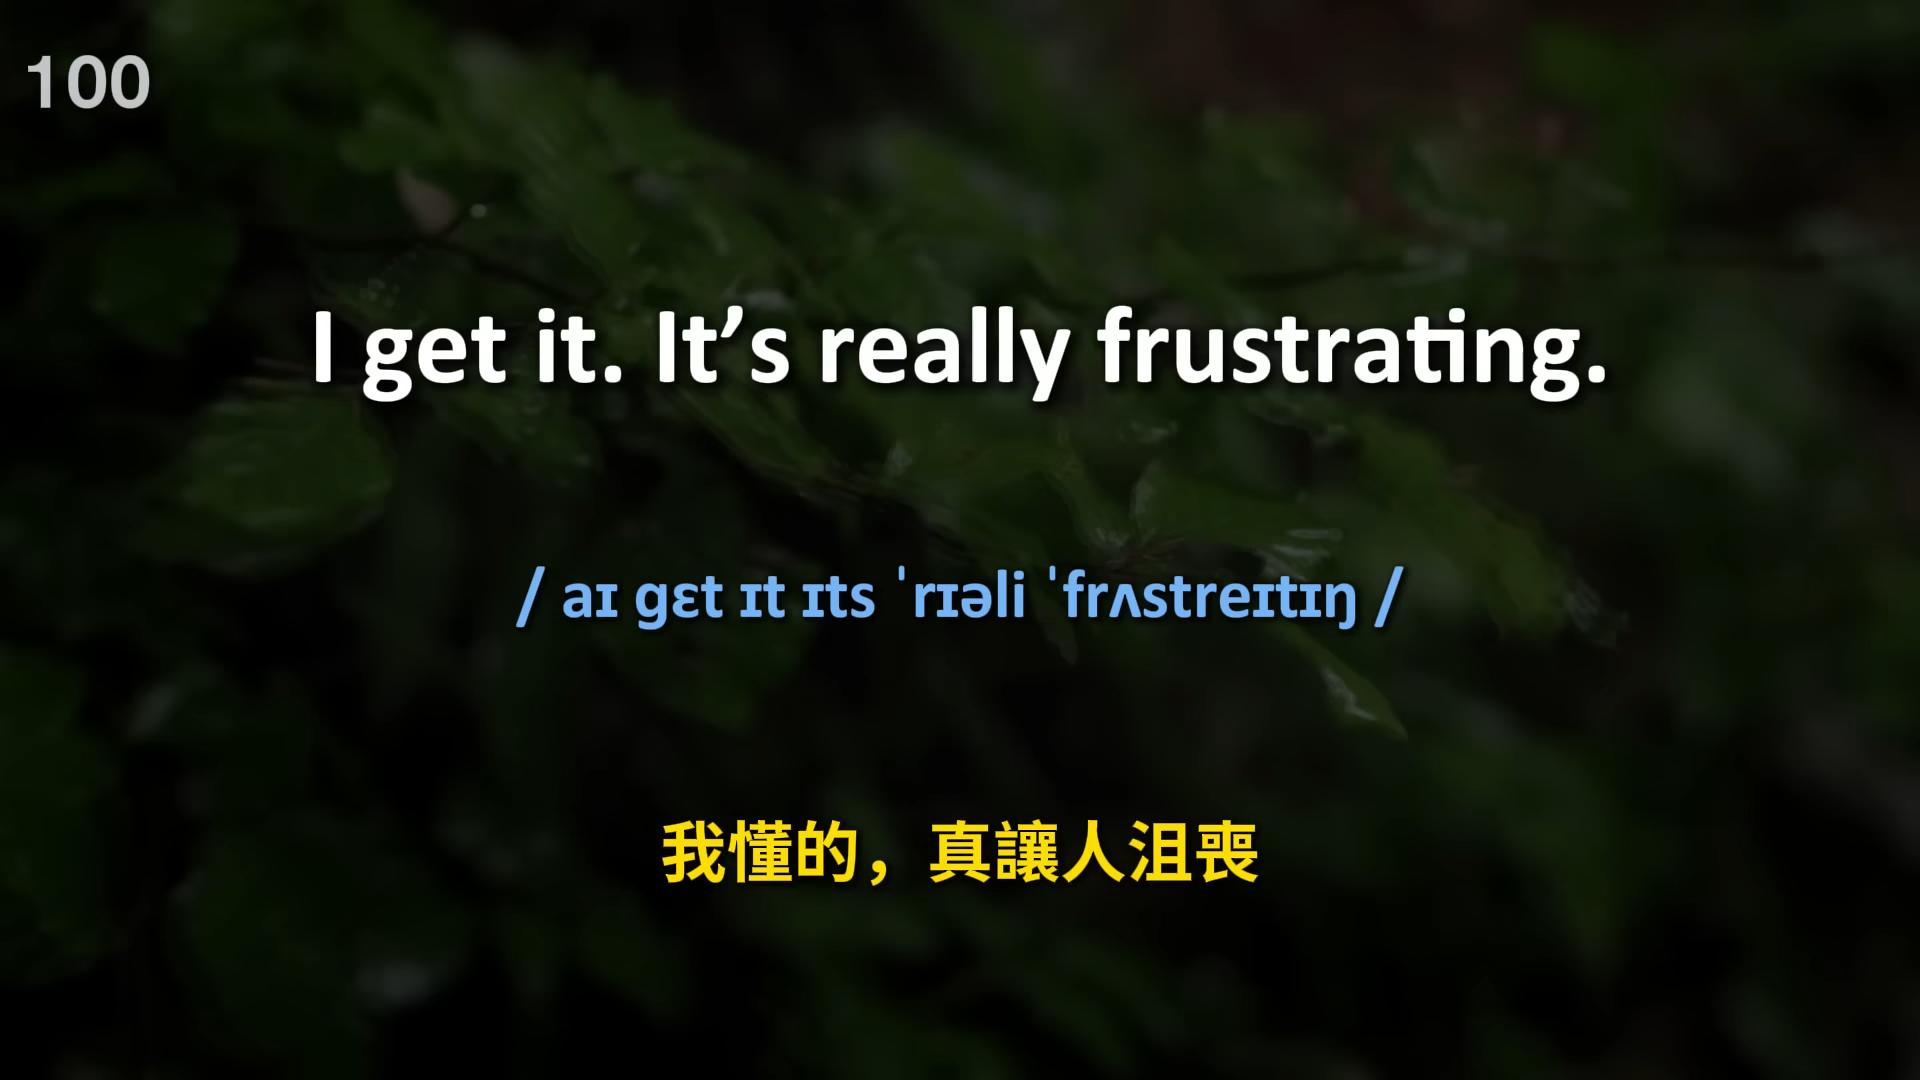 100
I get it. It’s really frustrating.
/ aɪ gɛt ɪt ɪts ˈrɪəli ˈfrʌstreɪtɪŋ /
我懂的，真讓人沮喪